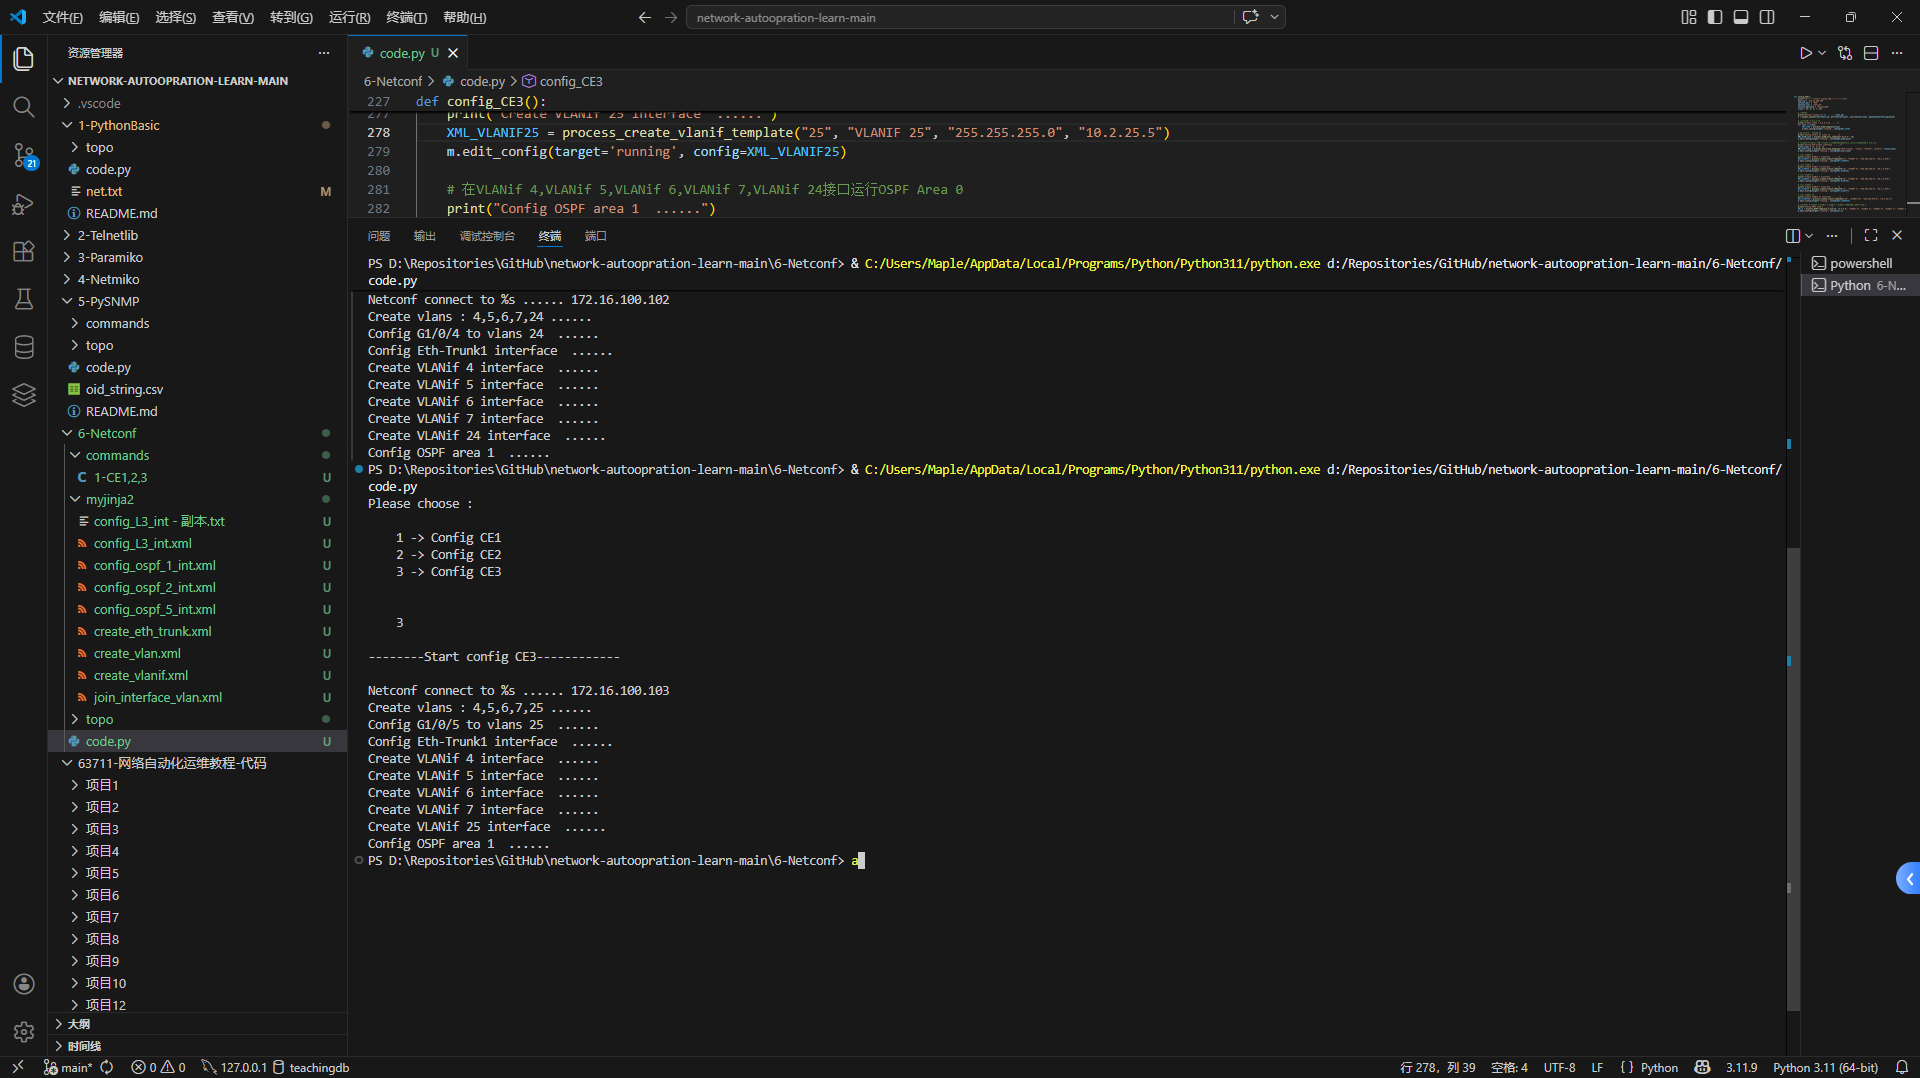 文件(F) 编辑(E) 选择(S) 查看(V) 转到(G) 运行(R) 终端(T) 帮助(H)
network-autoopration-learn-main
资源管理器
NETWORK-AUTOOPRATION-LEARN-MAIN
.vscode
1-PythonBasic
topo
code.py
net.txt M
README.md
2-Telnetlib
3-Paramiko
4-Netmiko
5-PySNMP
commands
topo
code.py
oid_string.csv
README.md
6-Netconf
commands
1-CE1,2,3 U
myjinja2
config_L3_int - 副本.txt U
config_L3_int.xml U
config_ospf_1_int.xml U
config_ospf_2_int.xml U
config_ospf_5_int.xml U
create_eth_trunk.xml U
create_vlan.xml U
create_vlanif.xml U
join_interface_vlan.xml U
topo
code.py U
63711-网络自动化运维教程-代码
项目1
项目2
项目3
项目4
项目5
项目6
项目7
项目8
项目9
项目10
项目12
大纲
时间线
21
code.py U
6-Netconf > code.py > config_CE3
227 def config_CE3():
277 print("Create VLANif 25 interface ......")
278 XML_VLANIF25 = process_create_vlanif_template("25", "VLANIF 25", "255.255.255.0", "10.2.25.5")
279 m.edit_config(target='running', config=XML_VLANIF25)
280
281 # 在VLANif 4,VLANif 5,VLANif 6,VLANif 7,VLANif 24接口运行OSPF Area 0
282 print("Config OSPF area 1 ......")
问题 输出 调试控制台 终端 端口
powershell
Python 6-N...
PS D:\Repositories\GitHub\network-autoopration-learn-main\6-Netconf> & C:/Users/Maple/AppData/Local/Programs/Python/Python311/python.exe d:/Repositories/GitHub/network-autoopration-learn-main/6-Netconf/
code.py
Netconf connect to %s ...... 172.16.100.102
Create vlans : 4,5,6,7,24 ......
Config G1/0/4 to vlans 24 ......
Config Eth-Trunk1 interface ......
Create VLANif 4 interface ......
Create VLANif 5 interface ......
Create VLANif 6 interface ......
Create VLANif 7 interface ......
Create VLANif 24 interface ......
Config OSPF area 1 ......
PS D:\Repositories\GitHub\network-autoopration-learn-main\6-Netconf> & C:/Users/Maple/AppData/Local/Programs/Python/Python311/python.exe d:/Repositories/GitHub/network-autoopration-learn-main/6-Netconf/
code.py
Please choose :
1 -> Config CE1
2 -> Config CE2
3 -> Config CE3
3
--------Start config CE3------------
Netconf connect to %s ...... 172.16.100.103
Create vlans : 4,5,6,7,25 ......
Config G1/0/5 to vlans 25 ......
Config Eth-Trunk1 interface ......
Create VLANif 4 interface ......
Create VLANif 5 interface ......
Create VLANif 6 interface ......
Create VLANif 7 interface ......
Create VLANif 25 interface ......
Config OSPF area 1 ......
PS D:\Repositories\GitHub\network-autoopration-learn-main\6-Netconf> a
main* 0 0 127.0.0.1 teachingdb
行 278，列 39 空格: 4 UTF-8 LF { } Python 3.11.9 Python 3.11 (64-bit)